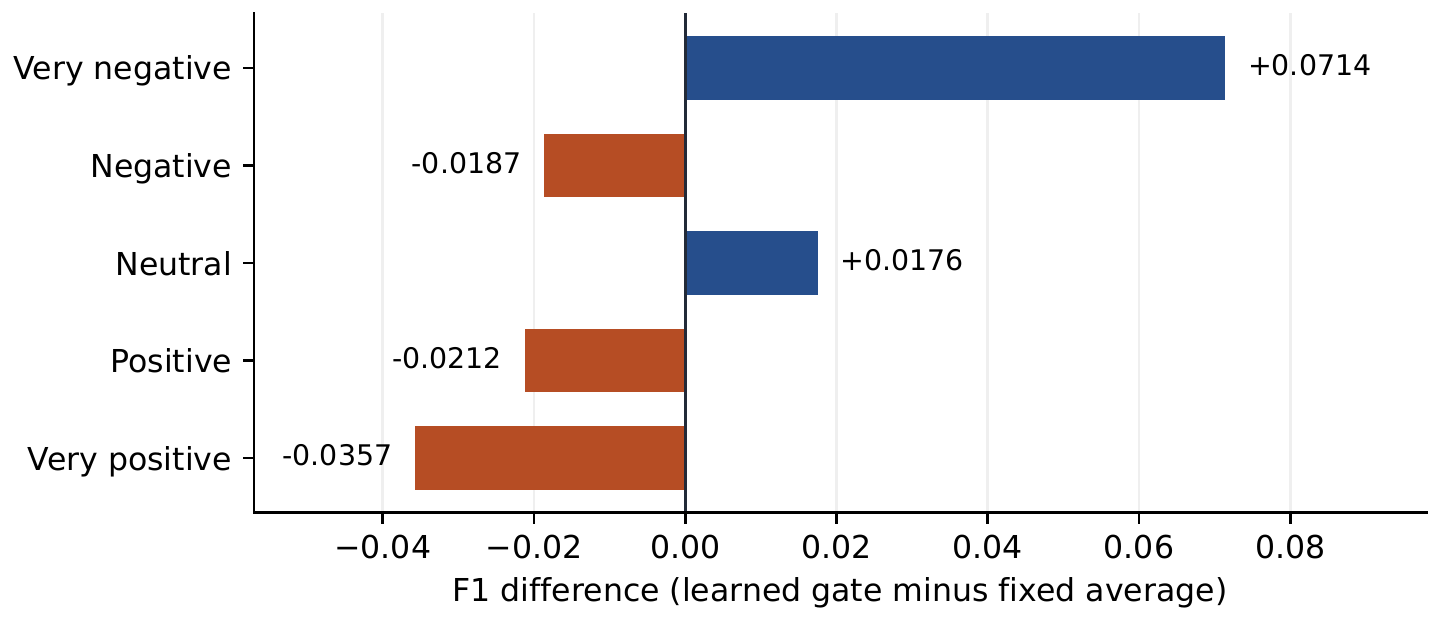 Very negative
+0.0714
Negative
-0.0187
Neutral
+0.0176
Positive
-0.0212
Very positive
-0.0357
−0.04 −0.02 0.00 0.02 0.04 0.06 0.08
F1 difference (learned gate minus fixed average)